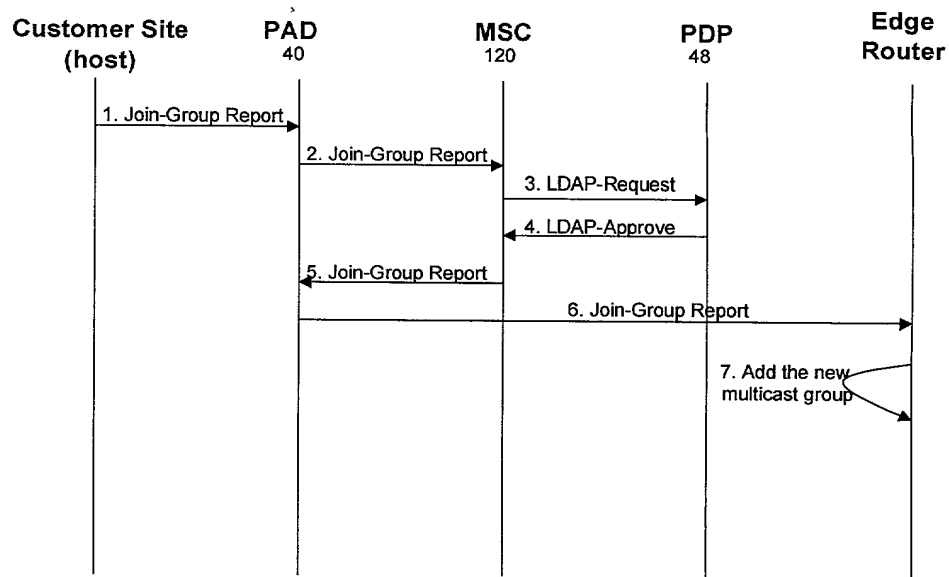 Customer Site
(host)
PAD
40
MSC
120
PDP
48
Edge
Router
1. Join-Group Report
2. Join-Group Report
3. LDAP-Request
4. LDAP-Approve
5. Join-Group Report
6. Join-Group Report
7. Add the new
multicast group